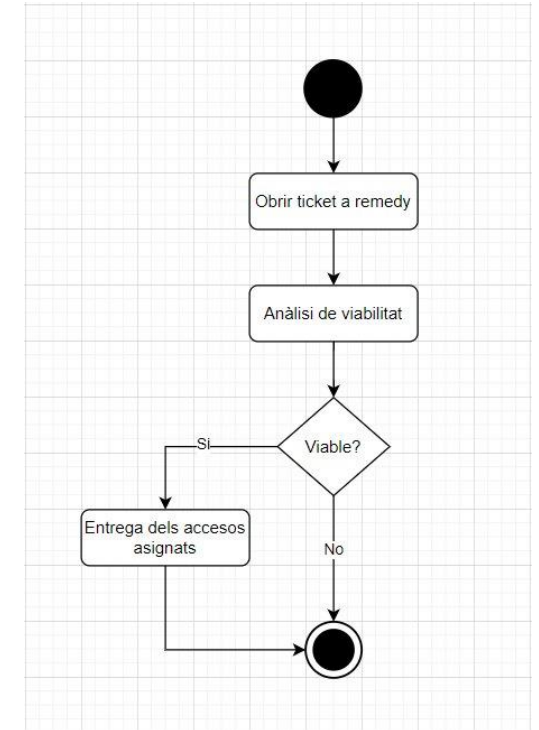 Obrir ticket a remedy
Anàlisi de viabilitat
Viable?
Si
Entrega dels accesos
asignats
No